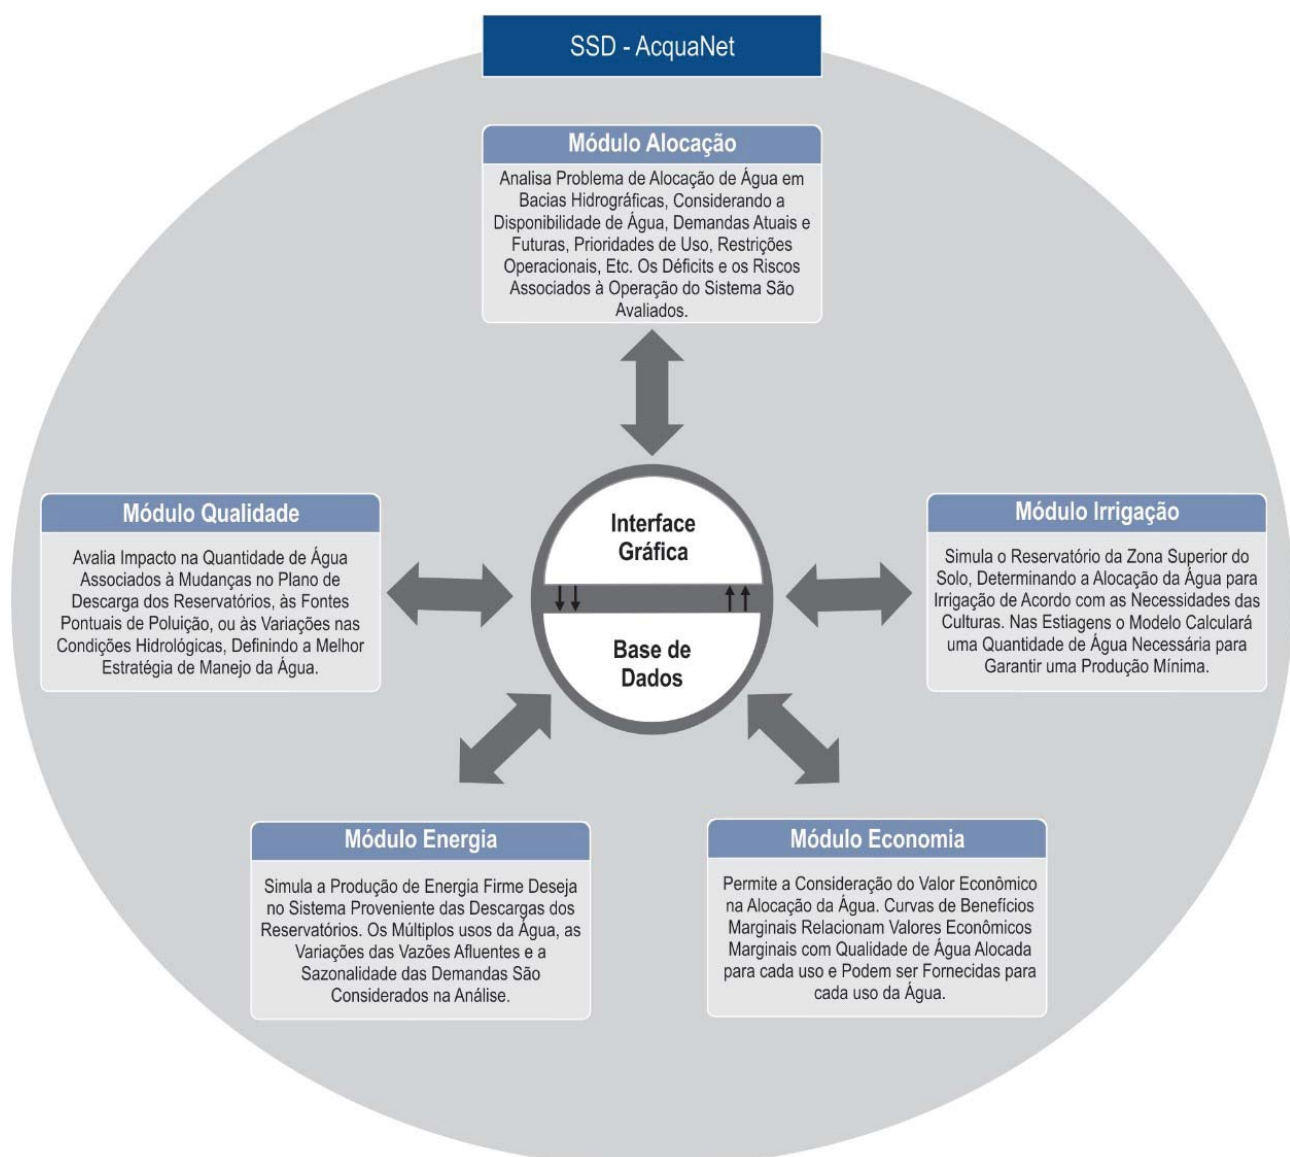 SSD - AcquaNet
Módulo Alocação
Analisa Problema de Alocação de Água em
Bacias Hidrográficas, Considerando a
Disponibilidade de Água, Demandas Atuais e
Futuras, Prioridades de Uso, Restrições
Operacionais, Etc. Os Déficits e os Riscos
Associados à Operação do Sistema São
Avaliados.
Módulo Qualidade
Avalia Impacto na Quantidade de Água
Associados à Mudanças no Plano de
Descarga dos Reservatórios, às Fontes
Pontuais de Poluição, ou às Variações nas
Condições Hidrológicas, Definindo a Melhor
Estratégia de Manejo da Água.
Interface
Gráfica
Base de
Dados
Módulo Irrigação
Simula o Reservatório da Zona Superior do
Solo, Determinando a Alocação da Água para
Irrigação de Acordo com as Necessidades das
Culturas. Nas Estiagens o Modelo Calculará
uma Quantidade de Água Necessária para
Garantir uma Produção Mínima.
Módulo Energia
Simula a Produção de Energia Firme Deseja
no Sistema Proveniente das Descargas dos
Reservatórios. Os Múltiplos usos da Água, as
Variações das Vazões Afluentes e a
Sazonalidade das Demandas São
Considerados na Análise.
Módulo Economia
Permite a Consideração do Valor Econômico
na Alocação da Água. Curvas de Benefícios
Marginais Relacionam Valores Econômicos
Marginais com Qualidade de Água Alocada
para cada uso e Podem ser Fornecidas para
cada uso da Água.